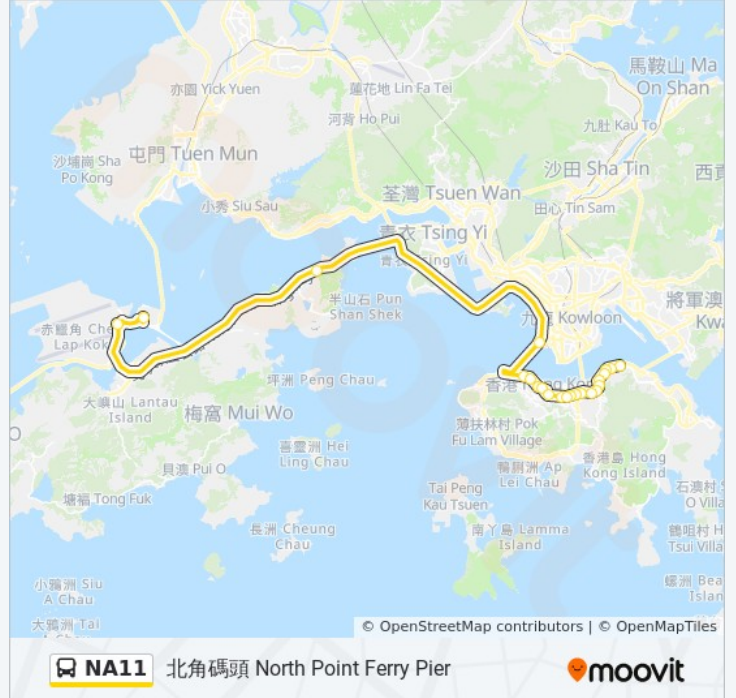 馬鞍山 Ma
On Shan
亦園 Yick Yuen
蓮花地 Lin Fa Tei
河背 Ho Pui
九肚 Kau To
屯門 Tuen Mun
沙埔崗 Sha
Po Kong
沙田 Sha Tin
西貢
荃灣 Tsuen Wan
小秀 Siu Sau
田心 Tin Sam
青衣 Tsing Yi
半山石 Pun
Shan Shek
將軍澳
Kwa
赤鱲角 Che
Lap Kok
九龍 Kowloon
坪洲 Peng Chau
香港
大嶼山 Lantau
Island
梅窩 Mui Wo
薄扶林村 Pok
Fu Lam Village
喜靈洲 Hei
Ling Chau
香港島 Hong
Kong Island
鴨脷洲 Ap
Lei Chau
貝澳 Pui O
塘福 Tong Fuk
Tai Peng
Kau Tsuen
石澳村 S
O Villa
長洲 Cheung
Chau
南丫島 Lamma
Island
鶴咀村 H
Tsui Villa
小鴉洲 Siu
A Chau
螺洲 Bea
Islan
大鴉洲 Tai
© OpenStreetMap contributors | © OpenMapTiles
NA11 北角碼頭 North Point Ferry Pier
moovit